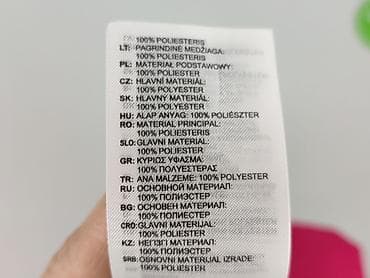 100% POLIESTERIS
LT: PAGRINDINĖ MEDŽIAGA:
100% POLIESTERIS
PL: MATERIAŁ PODSTAWOWY:
100% POLIESTER
CZ: HLAVNÍ MATERIÁL:
100% POLYESTER
SK: HLAVNÝ MATERIÁL:
100% POLYESTER
HU: ALAP ANYAG: 100% POLIÉSZTER
RO: MATERIAL PRINCIPAL:
100% POLIESTERIS
SLO: GLAVNI MATERIAL:
100% POLIESTER
GR: ΚΥΡΙΟΣ ΥΦΑΣΜΑ:
100% ΠΟΛΥΕΣΤΕΡΑΣ
TR: ANA MALZEME: 100% POLYESTER
RU: ОСНОВНОЙ МАТЕРИАЛ:
100% ПОЛИЭСТЕР
BG: ОСНОВЕН МАТЕРИАЛ:
100% ПОЛИЕСТЕР
CRO: GLAVNI MATERIJAL:
100% POLIESTER
KZ: НЕГІЗГІ МАТЕРИАЛ:
100% ПОЛИЭСТЕР
SRB: OSNOVNI MATERIJAL IZRADE:
100% POLIESTER